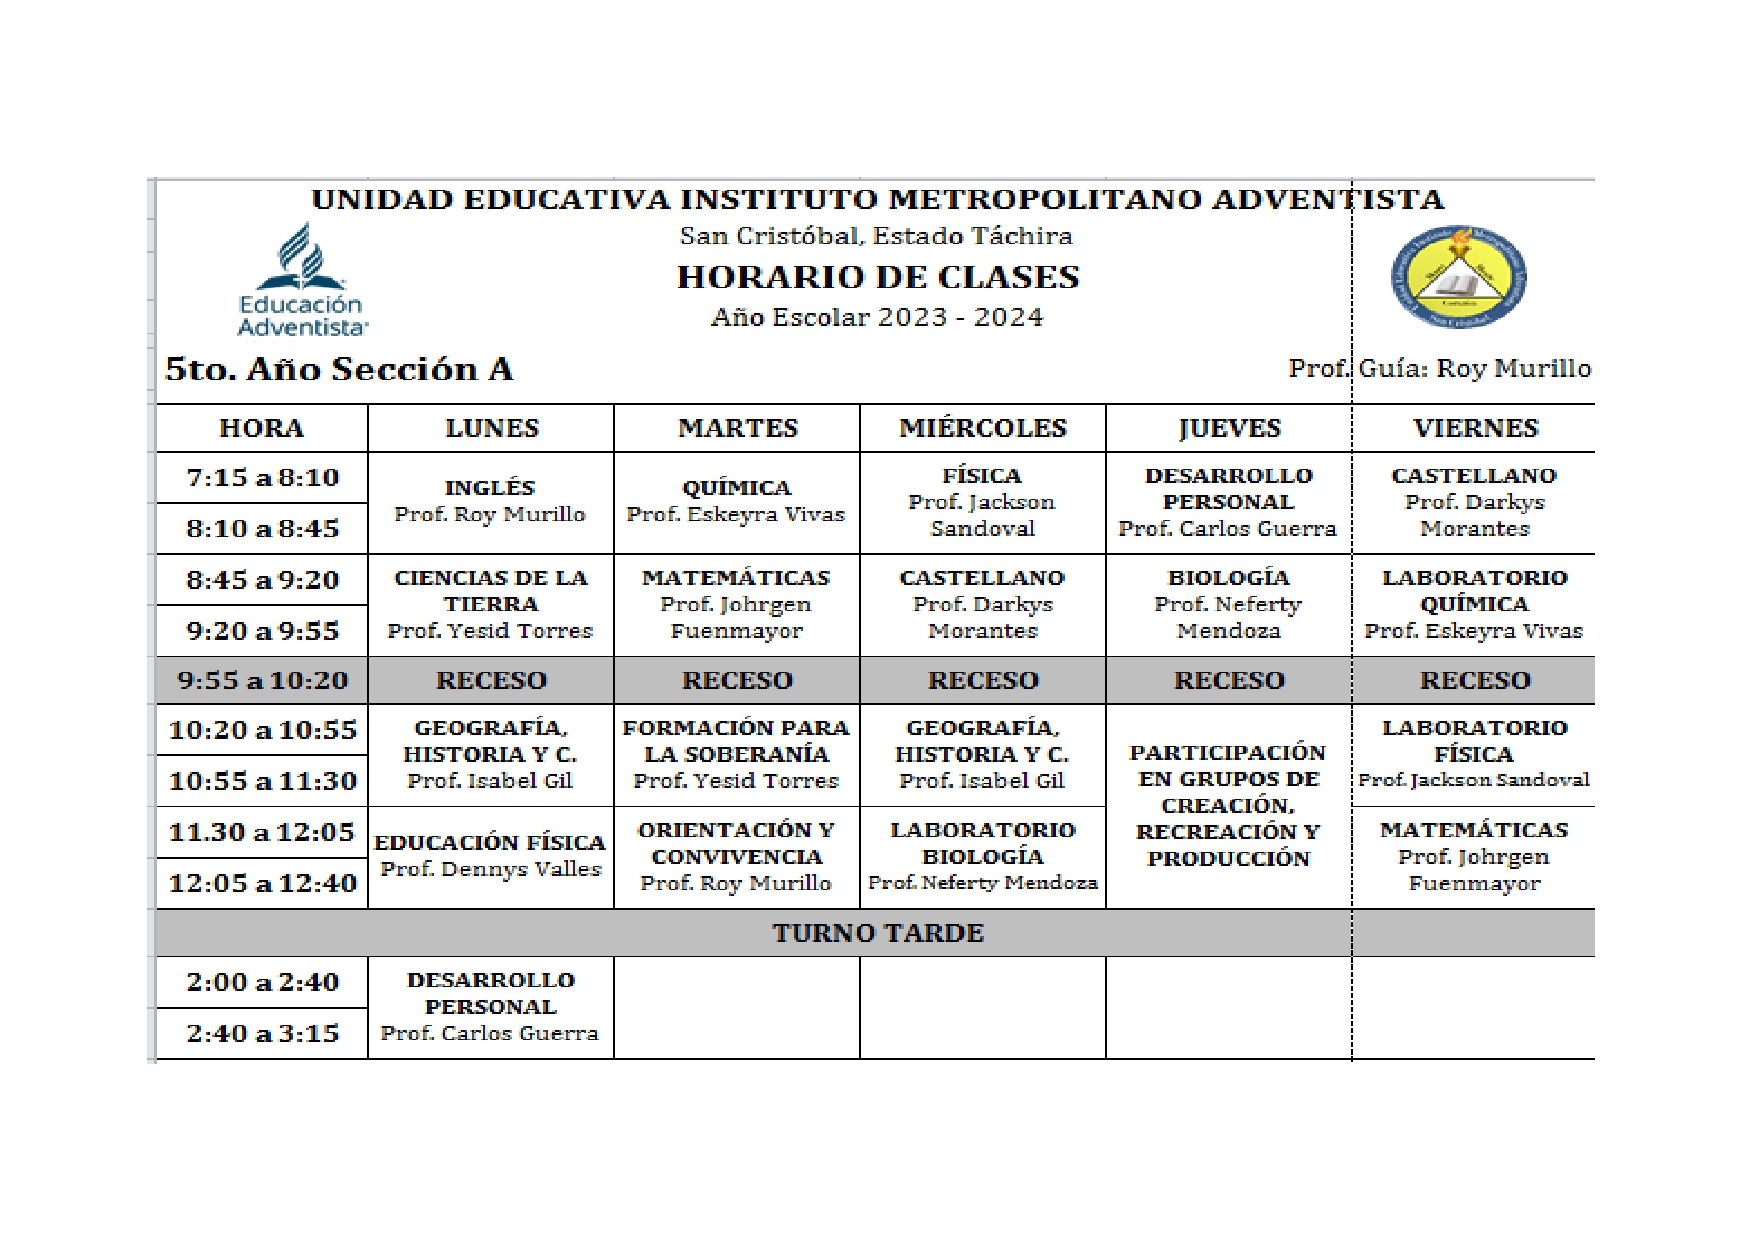 UNIDAD EDUCATIVA INSTITUTO METROPOLITANO ADVENTISTA
San Cristóbal, Estado Táchira
HORARIO DE CLASES
Año Escolar 2023 - 2024
Educación
Adventista
5to. Año Sección A
Prof. Guía: Roy Murillo
HORA LUNES MARTES MIÉRCOLES JUEVES VIERNES
7:15 a 8:10
8:10 a 8:45
INGLÉS
Prof. Roy Murillo
QUÍMICA
Prof. Eskeyra Vivas
FÍSICA
Prof. Jackson
Sandoval
DESARROLLO
PERSONAL
Prof. Carlos Guerra
CASTELLANO
Prof. Darkys
Morantes
8:45 a 9:20
9:20 a 9:55
CIENCIAS DE LA
TIERRA
Prof. Yesid Torres
MATEMÁTICAS
Prof. Johrgen
Fuenmayor
CASTELLANO
Prof. Darkys
Morantes
BIOLOGÍA
Prof. Neferty
Mendoza
LABORATORIO
QUÍMICA
Prof. Eskeyra Vivas
9:55 a 10:20 RECESO RECESO RECESO RECESO RECESO
10:20 a 10:55
10:55 a 11:30
GEOGRAFÍA,
HISTORIA Y C.
Prof. Isabel Gil
FORMACIÓN PARA
LA SOBERANÍA
Prof. Yesid Torres
GEOGRAFÍA,
HISTORIA Y C.
Prof. Isabel Gil
PARTICIPACIÓN
EN GRUPOS DE
CREACIÓN,
RECREACIÓN Y
PRODUCCIÓN
LABORATORIO
FÍSICA
Prof. Jackson Sandoval
11.30 a 12:05
12:05 a 12:40
EDUCACIÓN FÍSICA
Prof. Dennys Valles
ORIENTACIÓN Y
CONVIVENCIA
Prof. Roy Murillo
LABORATORIO
BIOLOGÍA
Prof. Neferty Mendoza
MATEMÁTICAS
Prof. Johrgen
Fuenmayor
TURNO TARDE
2:00 a 2:40
2:40 a 3:15
DESARROLLO
PERSONAL
Prof. Carlos Guerra